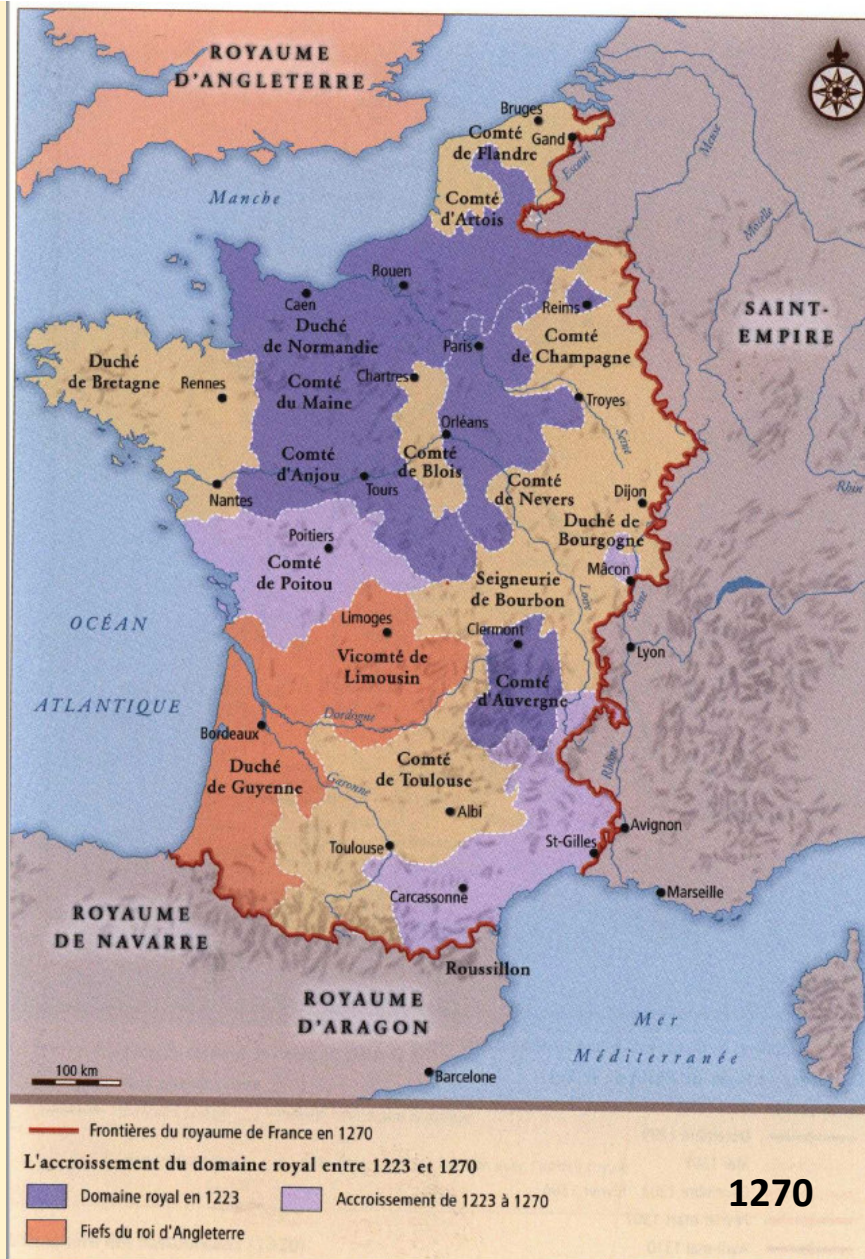 ROYAUME
D'ANGLETERRE
Bruges
Comté
de Flandre
Gand
Escaut
Meuse
Manche
Comté
d'Artois
Moselle
Rouen
Caen
Reims
SAINT-
EMPIRE
Duché
de Normandie
Comté
de Champagne
Paris
Duché
de Bretagne
Rennes
Comté
du Maine
Chartres
Troyes
Orléans
Seine
Comté
d'Anjou
Comté
de Blois
Tours
Nantes
Comté
de Nevers
Dijon
Rhin
Duché de
Bourgogne
Poitiers
Comté
de Poitou
Mâcon
Seigneurie
de Bourbon
Loire
Saône
OCÉAN
ATLANTIQUE
Limoges
Clermont
Lyon
Vicomté de
Limousin
Comté
d'Auvergne
Dordogne
Bordeaux
Rhône
Duché
de Guyenne
Garonne
Comté
de Toulouse
Albi
Avignon
Toulouse
St-Gilles
Carcassonne
Marseille
ROYAUME
DE NAVARRE
Roussillon
ROYAUME
D'ARAGON
Mer
Méditerranée
100 km
Barcelone
Frontières du royaume de France en 1270
L'accroissement du domaine royal entre 1223 et 1270
Domaine royal en 1223
Accroissement de 1223 à 1270
1270
Fiefs du roi d'Angleterre